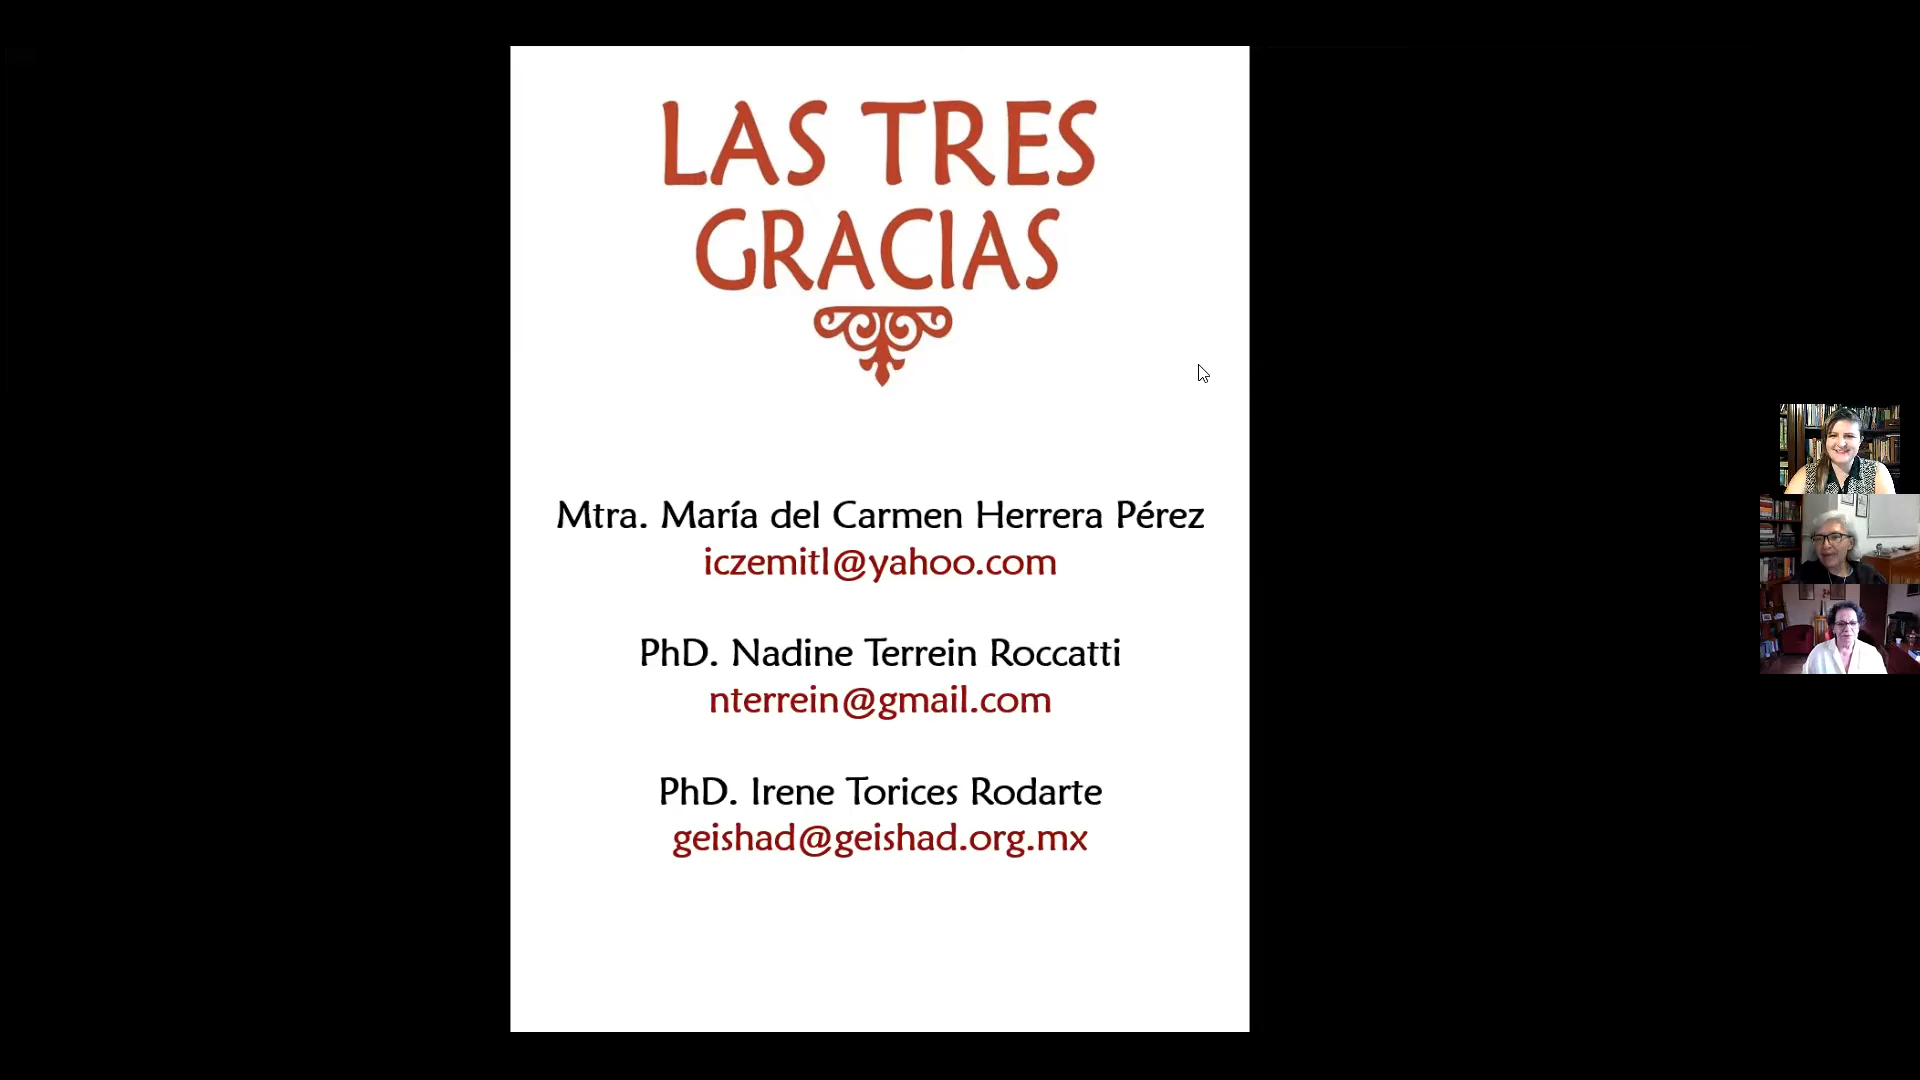 LAS TRES
GRACIAS
Mtra. María del Carmen Herrera Pérez
iczemitl@yahoo.com
PhD. Nadine Terrein Roccatti
nterrein@gmail.com
PhD. Irene Torices Rodarte
geishad@geishad.org.mx